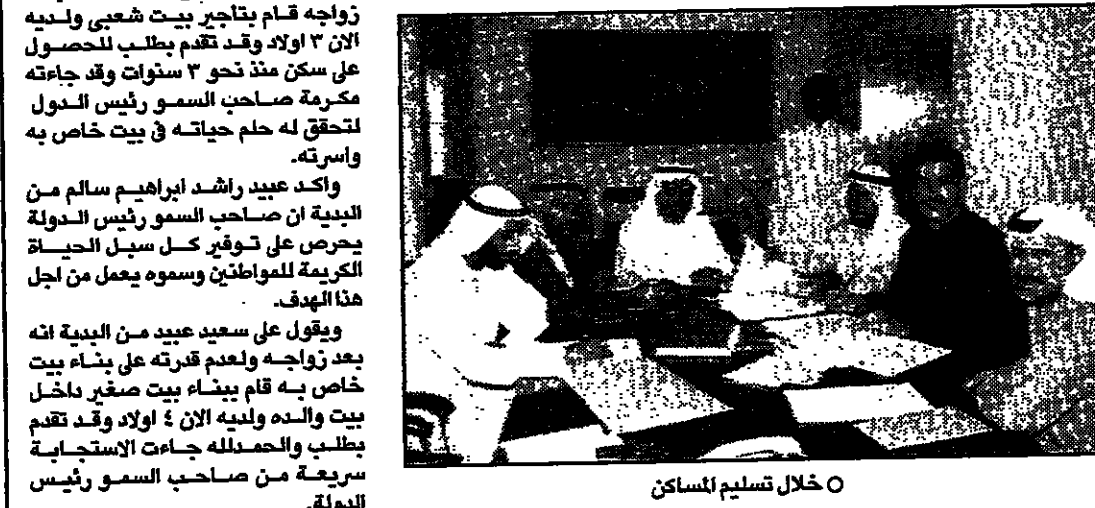 زواجه قام بتاجير بيت شعبي ولديه
الان ٣ اولاد وقد تقدم بطلب للحصول
على سكن منذ نحو ٣ سنوات وقد جاءته
مكرمة صاحب السمو رئيس الدول
لتحقق له حلم حياته في بيت خاص به
واسرته.
واكد عبيد راشد ابراهيم سالم من
البدية ان صاحب السمو رئيس الدولة
يحرص على توفير كل سبل الحياة
الكريمة للمواطنين وسموه يعمل من اجل
هذا الهدف.
ويقول على سعيد عبيد من البدية انه
بعد زواجه ولعدم قدرته على بناء بيت
خاص به قام ببناء بيت صغير داخل
بيت والده ولديه الان ٤ اولاد وقد تقدم
بطلب والحمدلله جاءت الاستجابة
سريعة من صاحب السمو رئيس
الدولة.
○ خلال تسليم المساكن